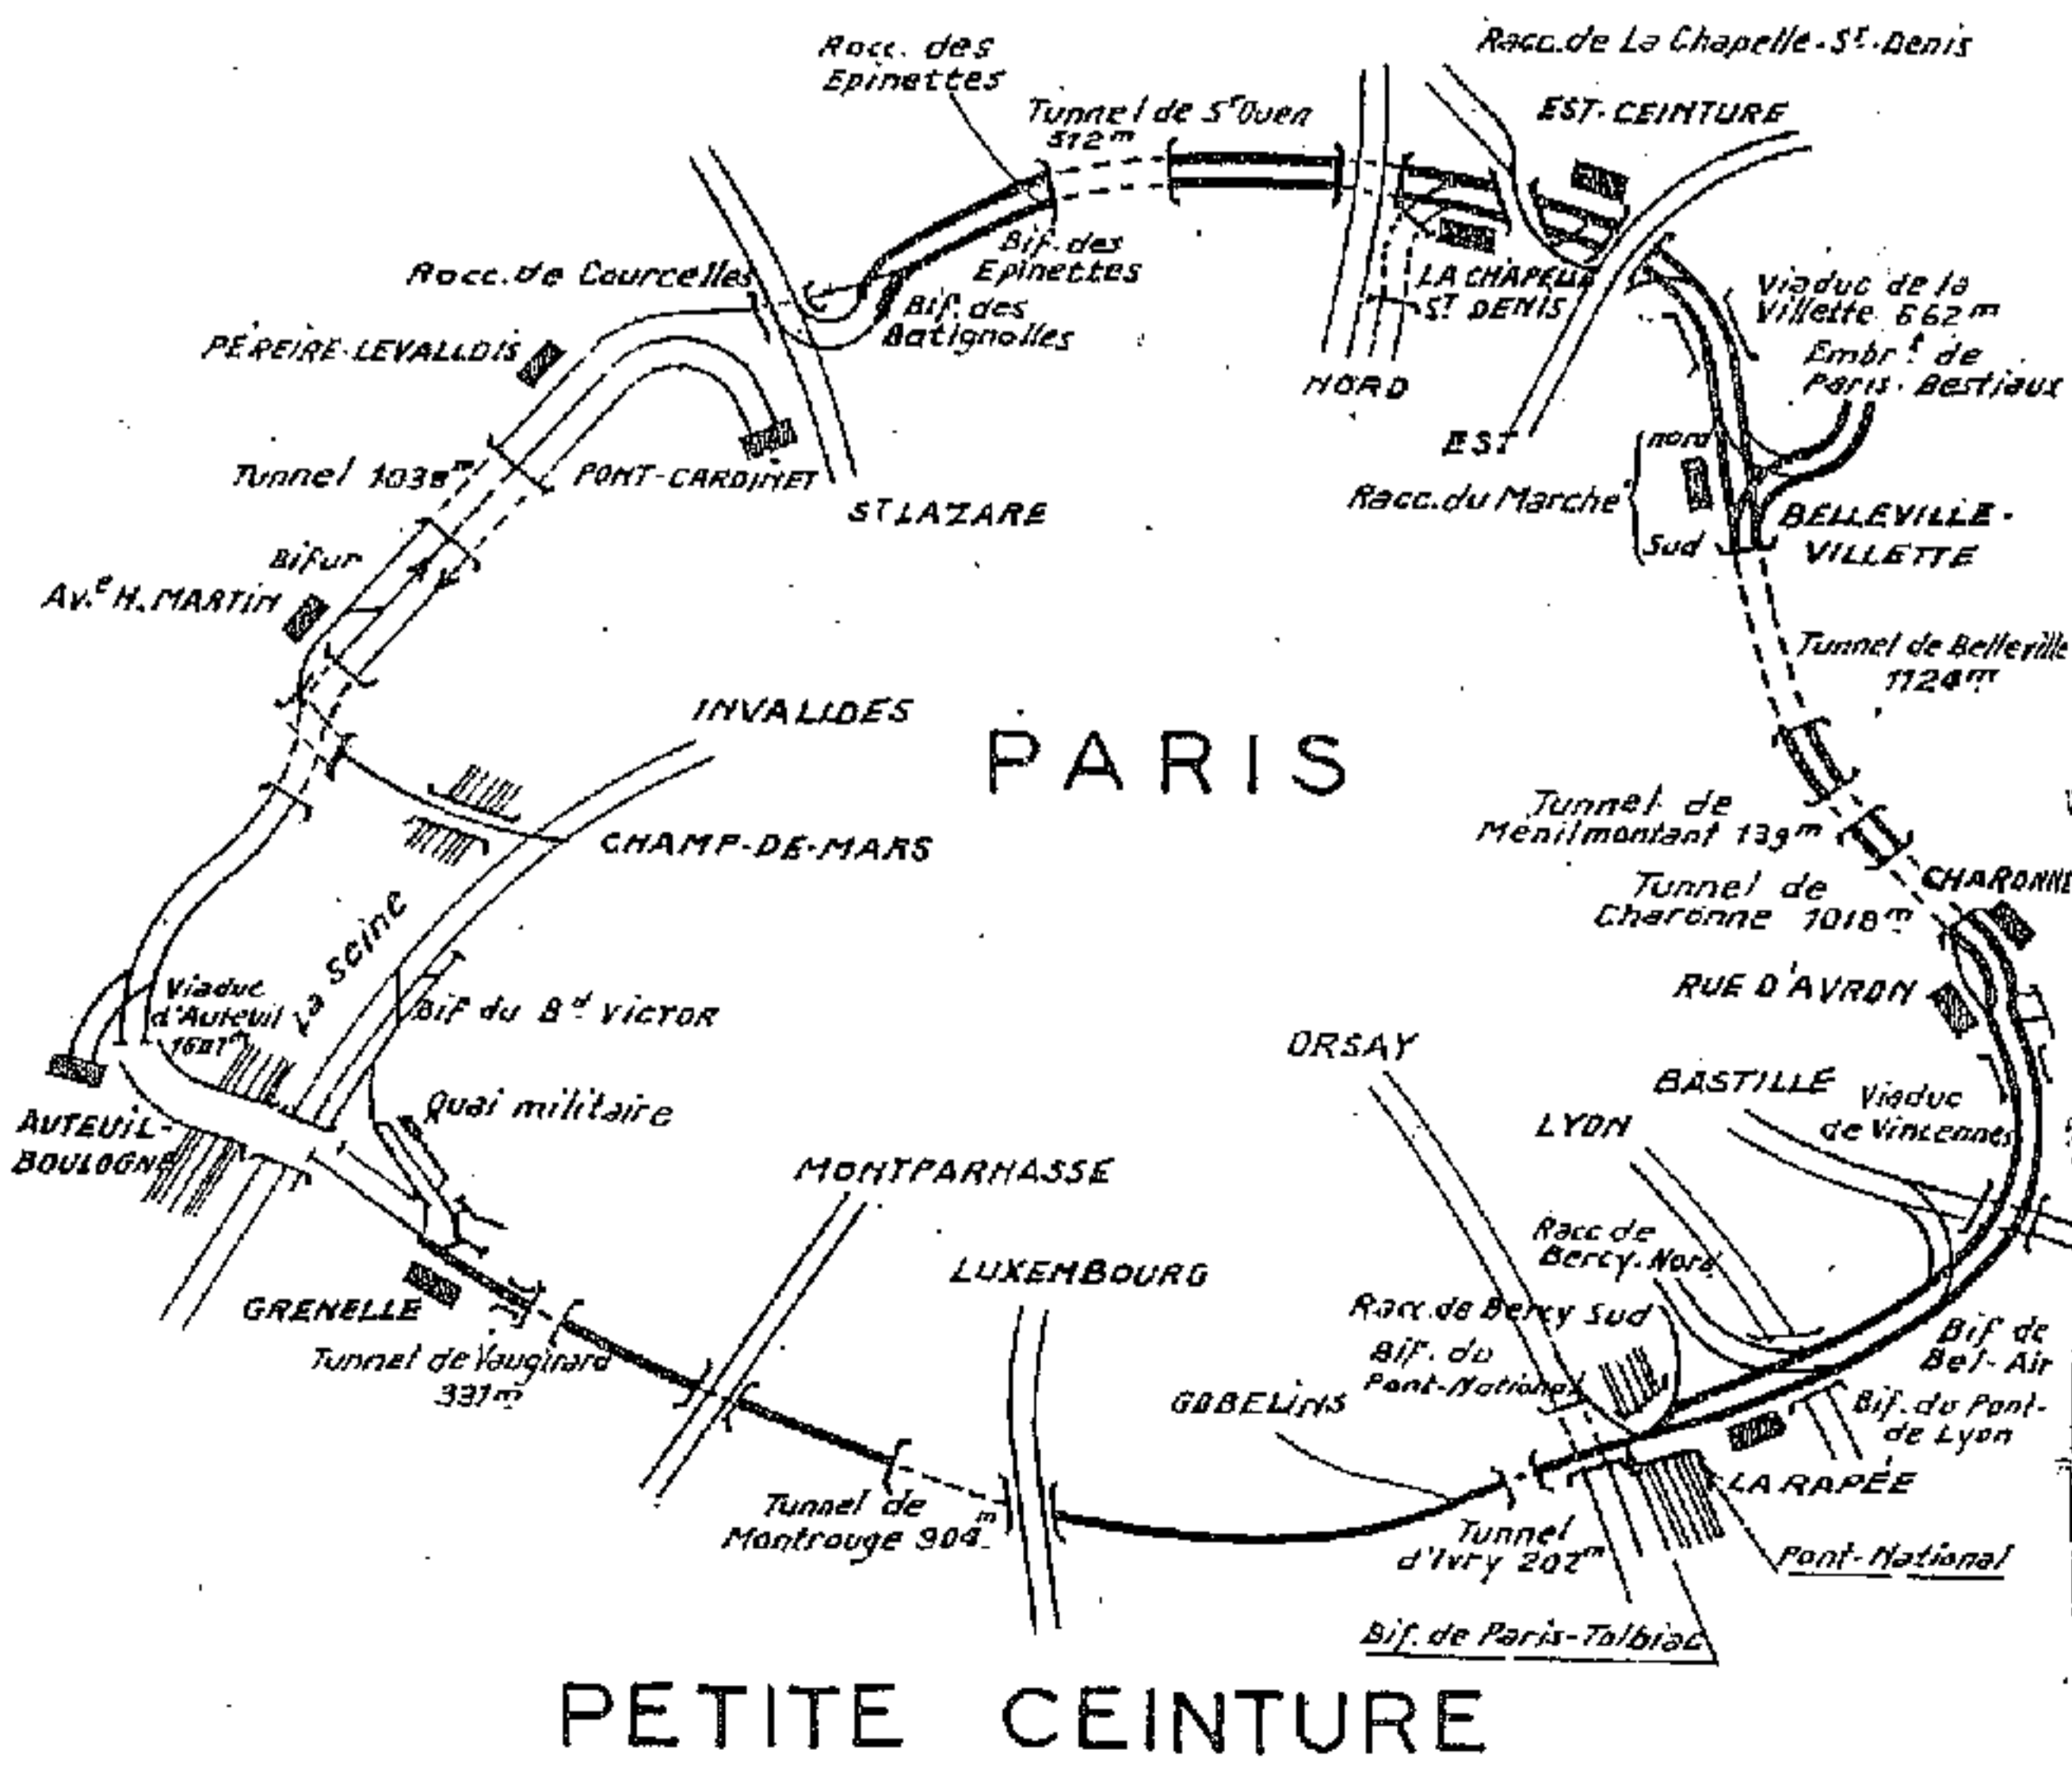 Racc. de La Chapelle-St-Denis
Racc. des
Epinettes
Tunnel de St Ouen
512m
EST-CEINTURE
Bif. des
Epinettes
Racc. de Courcelles
Bif. des
Batignolles
LA CHAPELLE
ST DENIS
Viaduc de la
Villette 662m
PÉREIRE-LEVALLOIS
Embrt de
Paris-Bestiaux
NORD
EST
nord
Tunnel 1038m
PONT-CARDINET
ST LAZARE
Racc. du Marché
Sud
BELLEVILLE-
VILLETTE
Bifur
Ave H. MARTIN
Tunnel de Belleville
1124m
INVALIDES
PARIS
Tunnel de
Ménilmontant 139m
CHAMP-DE-MARS
CHARONNE
Tunnel de
Charonne 1018m
La Seine
RUE D'AVRON
Viaduc
d'Auteuil
Bif du Bd VICTOR
ORSAY
BASTILLE
Viaduc
de Vincennes
Quai militaire
LYON
AUTEUIL-
BOULOGNE
MONTPARNASSE
Racc de
Bercy-Nord
LUXEMBOURG
GRENELLE
Racc. de Bercy Sud
Bif. du
Pont-National
Bif de
Bel-Air
Tunnel de Vaugirard
331m
GOBELINS
Bif. du Pont-
de Lyon
LA RAPÉE
Tunnel de
Montrouge 904m
Tunnel
d'Ivry 202m
Pont-National
Bif. de Paris-Tolbiac
PETITE CEINTURE